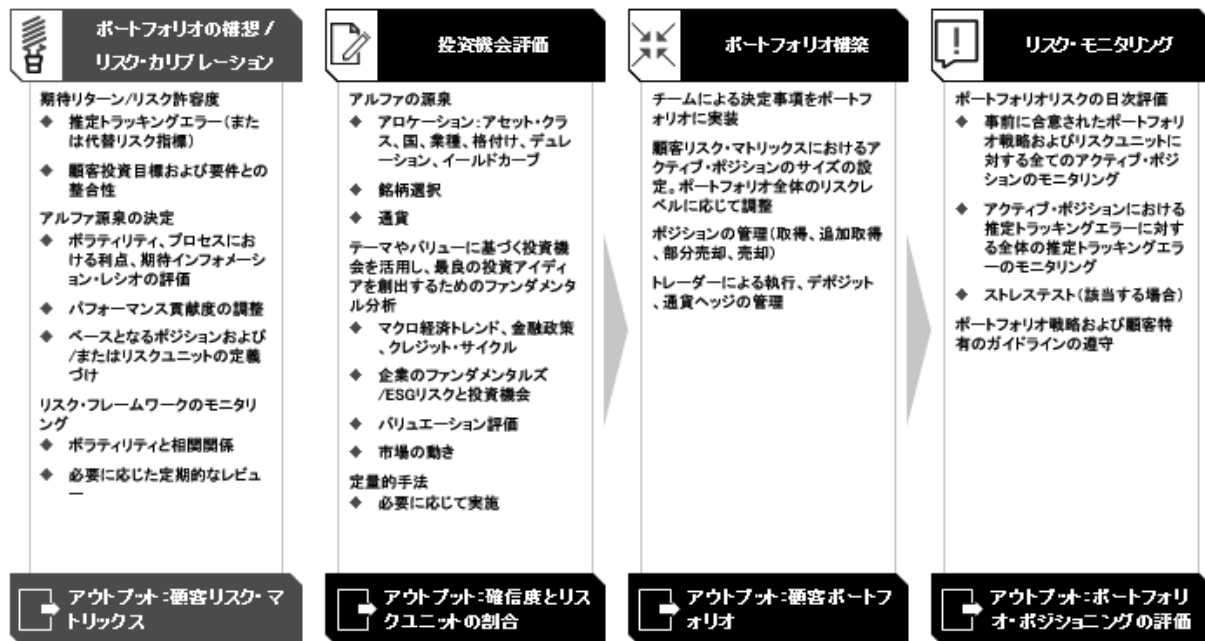 ポートフォリオの構想/
リスク・カリブレーション
期待リターン/リスク許容度
◆ 推定トラッキングエラー(また
は代替リスク指標)
◆ 顧客投資目標および要件との
整合性
アルファ源泉の決定
◆ ボラティリティ、プロセスにお
ける利点、期待インフォメーシ
ョン・レシオの評価
◆ パフォーマンス貢献度の調整
◆ ベースとなるポジションおよび
/またはリスクユニットの定義
づけ
リスク・フレームワークのモニタリ
ング
◆ ボラティリティと相関関係
◆ 必要に応じた定期的なレビュ
ー
アウトプット:顧客リスク・マ
トリックス
投資機会評価
アルファの源泉
◆ アロケーション:アセット・クラ
ス、国、業種、格付け、デュレ
ーション、イールドカーブ
◆ 銘柄選択
◆ 通貨
テーマやバリューに基づく投資機
会を活用し、最良の投資アイディ
アを創出するためのファンダメンタ
ル分析
◆ マクロ経済トレンド、金融政策
、クレジット・サイクル
◆ 企業のファンダメンタルズ
/ESGリスクと投資機会
◆ バリュエーション評価
◆ 市場の動き
定量的手法
◆ 必要に応じて実施
アウトプット:確信度とリス
クユニットの割合
ポートフォリオ構築
チームによる決定事項をポートフ
ォリオに実装
顧客リスク・マトリックスにおけるア
クティブ・ポジションのサイズの設
定。ポートフォリオ全体のリスクレ
ベルに応じて調整
ポジションの管理(取得、追加取得
、部分売却、売却)
トレーダーによる執行、デポジット
、通貨ヘッジの管理
アウトプット:顧客ポートフ
ォリオ
リスク・モニタリング
ポートフォリオリスクの日次評価
◆ 事前に合意されたポートフォリ
オ戦略およびリスクユニットに
対する全てのアクティブ・ポジ
ションのモニタリング
◆ アクティブ・ポジションにおける
推定トラッキングエラーに対す
る全体の推定トラッキングエラ
ーのモニタリング
◆ ストレステスト(該当する場合)
ポートフォリオ戦略および顧客特
有のガイドラインの遵守
アウトプット:ポートフォリ
オ・ポジショニングの評価